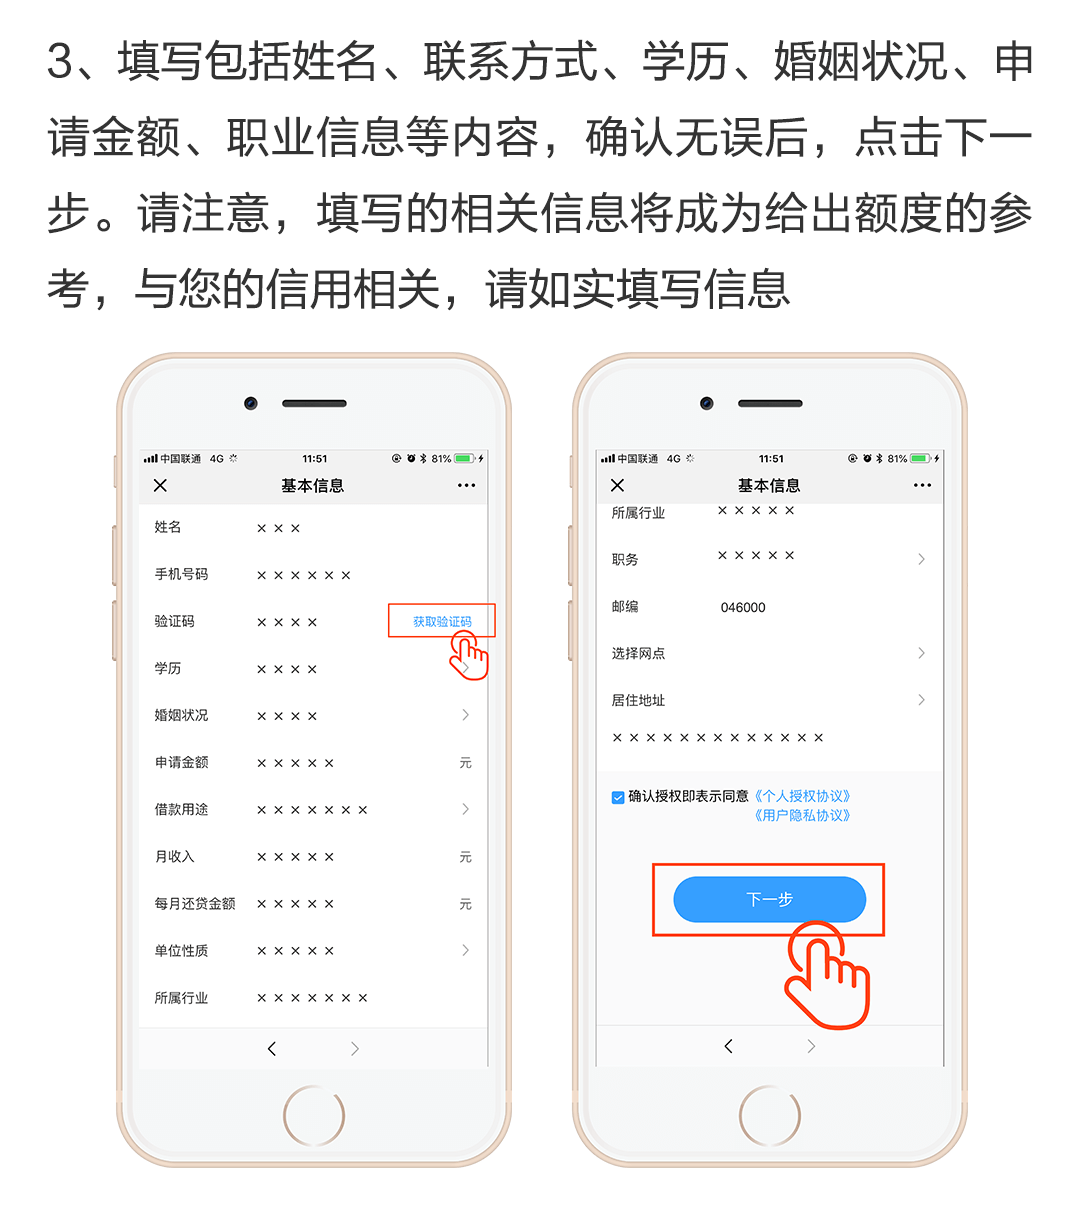 3、填写包括姓名、联系方式、学历、婚姻状况、申
请金额、职业信息等内容，确认无误后，点击下一
步。请注意，填写的相关信息将成为给出额度的参
考，与您的信用相关，请如实填写信息
中国联通 4G 11:51 81%
基本信息
姓名 × × ×
手机号码 × × × × × ×
验证码 × × × × 获取验证码
学历 × × × ×
婚姻状况 × × × ×
申请金额 × × × × × 元
借款用途 × × × × × × ×
月收入 × × × × × 元
每月还贷金额 × × × × × 元
单位性质 × × × × ×
所属行业 × × × × × × ×
中国联通 4G 11:51 81%
基本信息
所属行业 × × × × ×
职务 × × × × ×
邮编 046000
选择网点
居住地址
× × × × × × × × × × × × ×
确认授权即表示同意《个人授权协议》
《用户隐私协议》
下一步